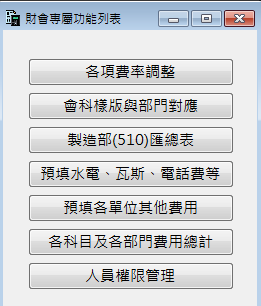 財會專屬功能列表
各項費率調整
會科樣版與部門對應
製造部(510)匯總表
預填水電、瓦斯、電話費等
預填各單位其他費用
各科目及各部門費用總計
人員權限管理